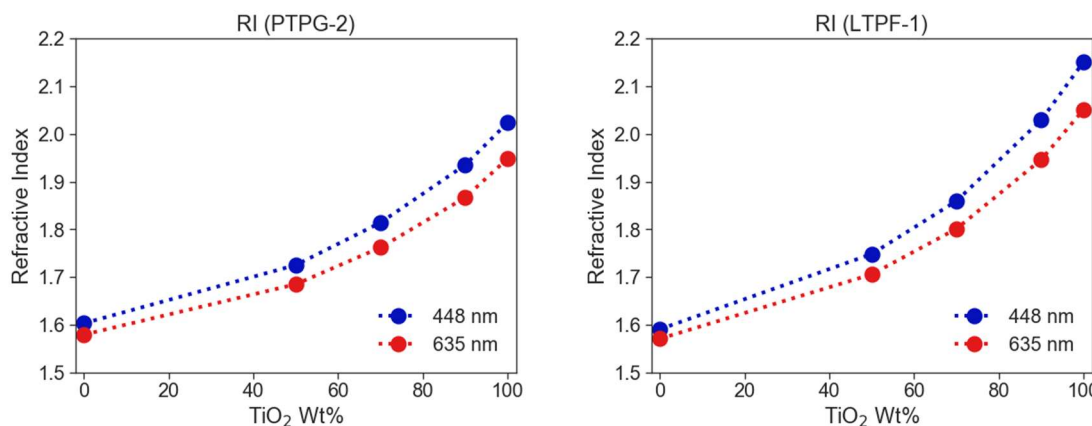 RI (PTPG-2)
2.2
2.1
2.0
1.9
1.8
1.7
1.6
1.5
Refractive Index
448 nm
635 nm
0 20 40 60 80 100
TiO₂ Wt%
RI (LTPF-1)
2.2
2.1
2.0
1.9
1.8
1.7
1.6
1.5
Refractive Index
448 nm
635 nm
0 20 40 60 80 100
TiO₂ Wt%